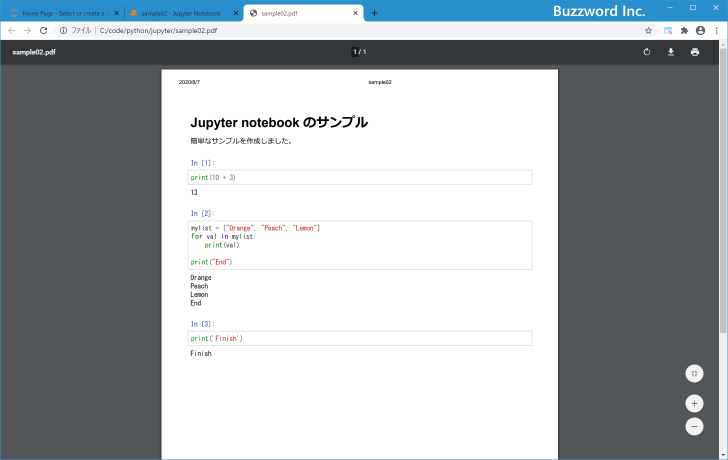 Home Page - Select or create a
sample02 - Jupyter Notebook
sample02.pdf
Buzzword Inc.
ファイル | C:/code/python/jupyter/sample02.pdf
sample02.pdf
1 / 1
2020/8/7
sample02
Jupyter notebook のサンプル
簡単なサンプルを作成しました。
In [1]:
print(10 + 3)
13
In [2]:
mylist = ["Orange", "Peach", "Lemon"]
for val in mylist:
    print(val)
print("End")
Orange
Peach
Lemon
End
In [3]:
print('Finish')
Finish